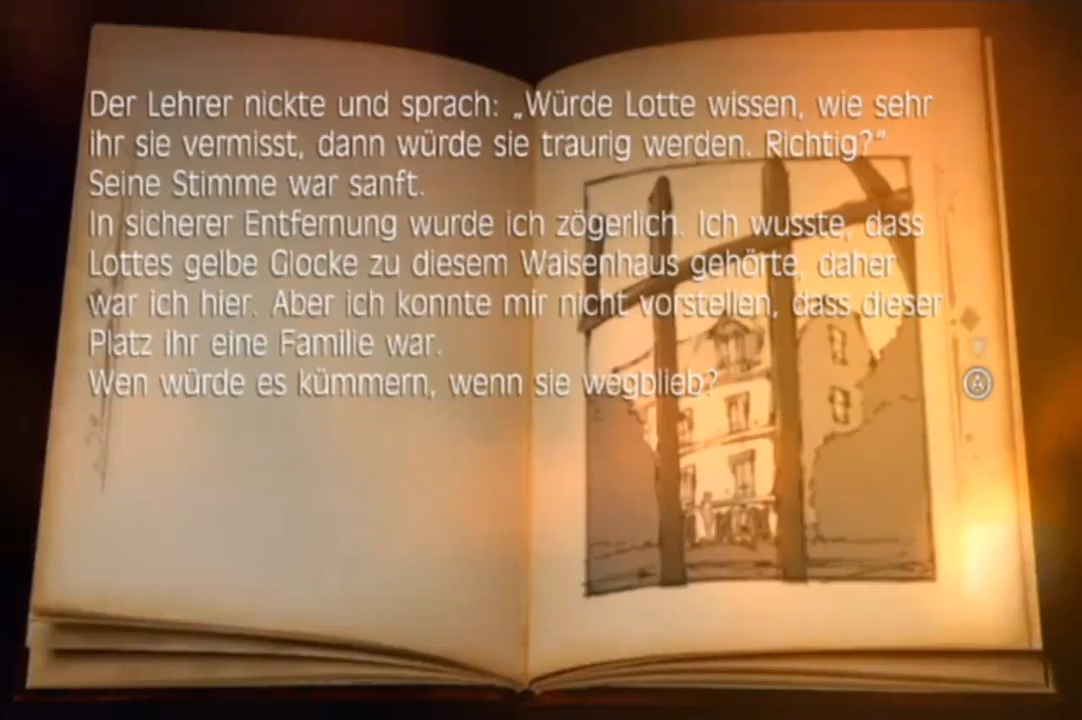 Der Lehrer nickte und sprach: „Würde Lotte wissen, wie sehr
ihr sie vermisst, dann würde sie traurig werden. Richtig?“
Seine Stimme war sanft.
In sicherer Entfernung wurde ich zögerlich. Ich wusste, dass
Lottes gelbe Glocke zu diesem Waisenhaus gehörte, daher
war ich hier. Aber ich konnte mir nicht vorstellen, dass dieser
Platz ihr eine Familie war.
Wen würde es kümmern, wenn sie wegblieb?
A